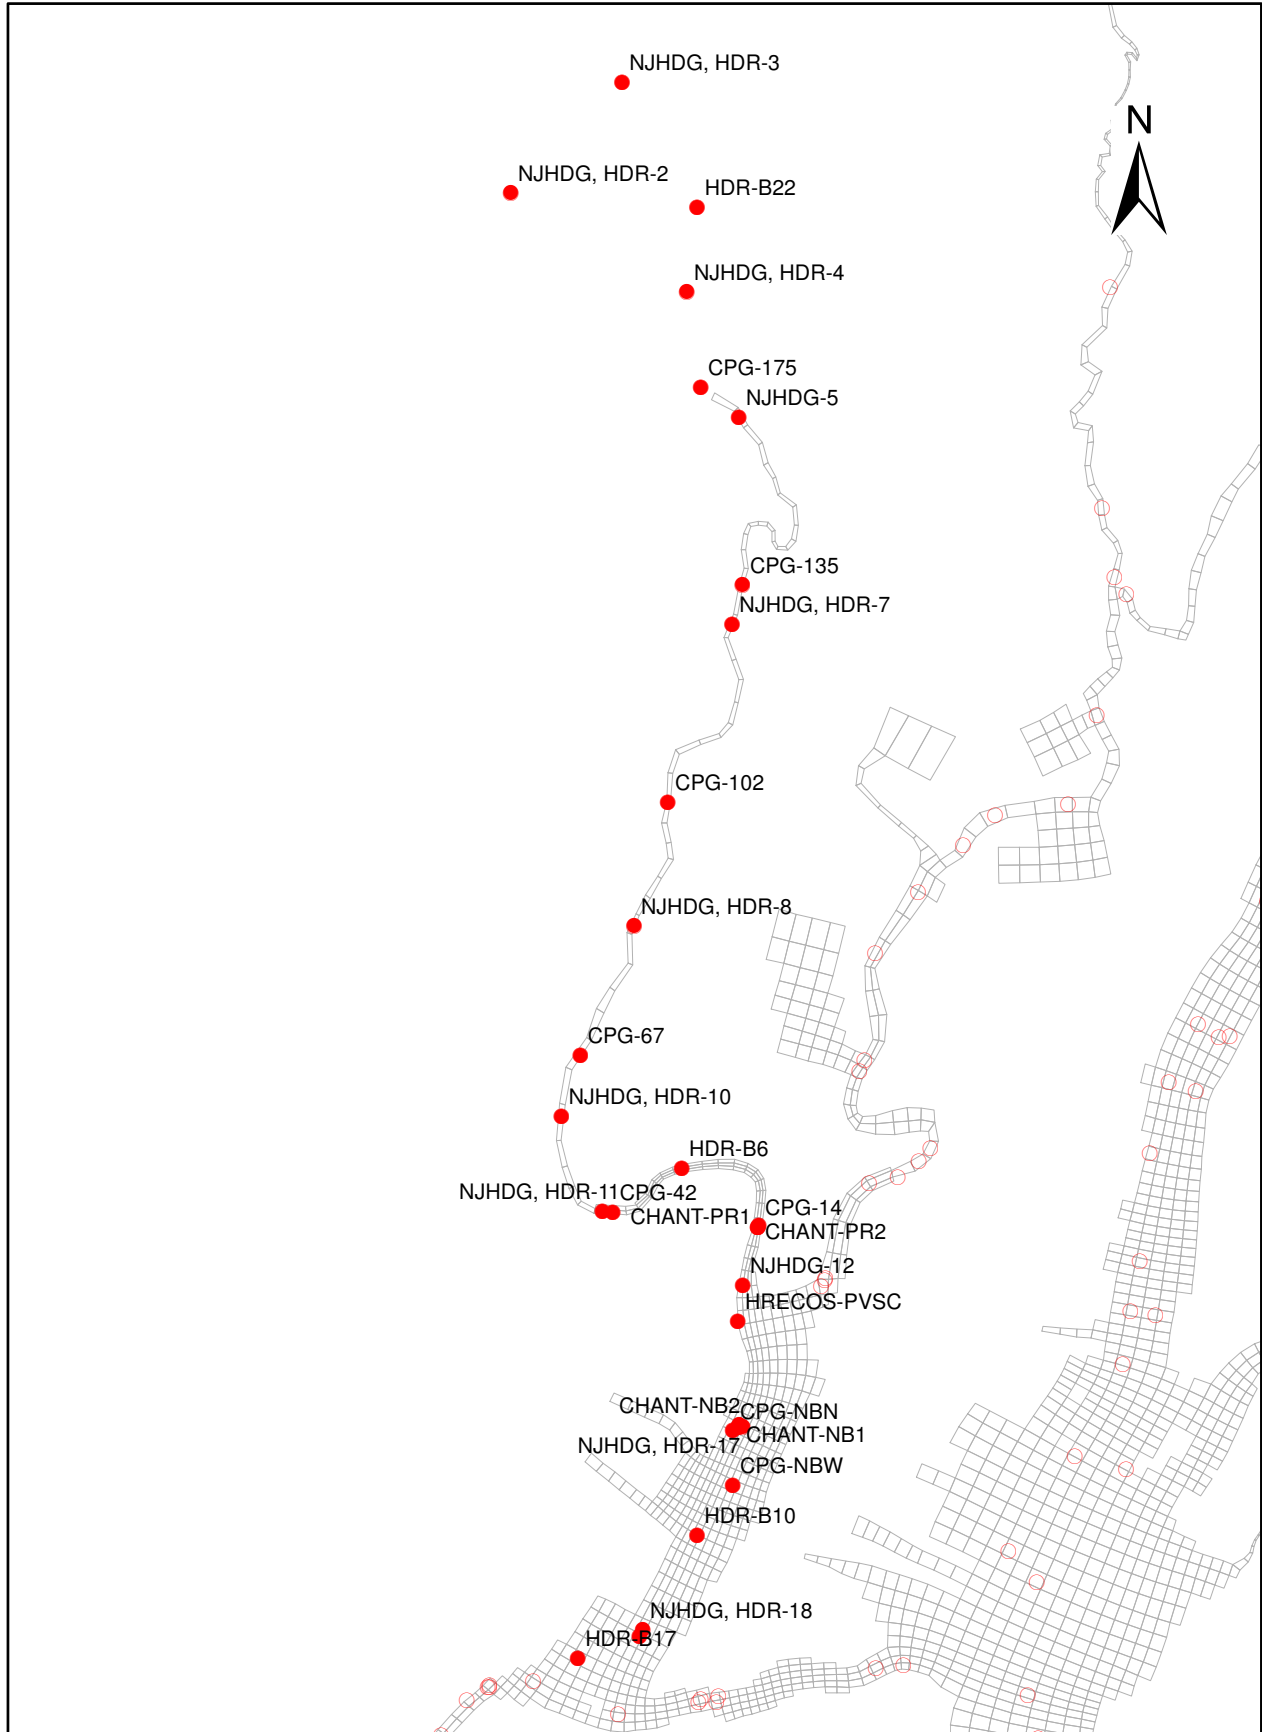 NJHDG, HDR-3
N
NJHDG, HDR-2
HDR-B22
NJHDG, HDR-4
CPG-175
NJHDG-5
CPG-135
NJHDG, HDR-7
CPG-102
NJHDG, HDR-8
CPG-67
NJHDG, HDR-10
HDR-B6
NJHDG, HDR-11
CPG-42
CHANT-PR1
CPG-14
CHANT-PR2
NJHDG-12
HRECOS-PVSC
CHANT-NB2
CPG-NBN
CHANT-NB1
NJHDG, HDR-17
CPG-NBW
HDR-B10
NJHDG, HDR-18
HDR-B17